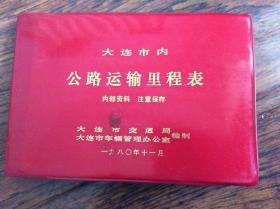 大连市内
公路运输里程表
内部资料 注意保存
大连市交通局
大连市车辆管理办公室 编制
一九八〇年十一月